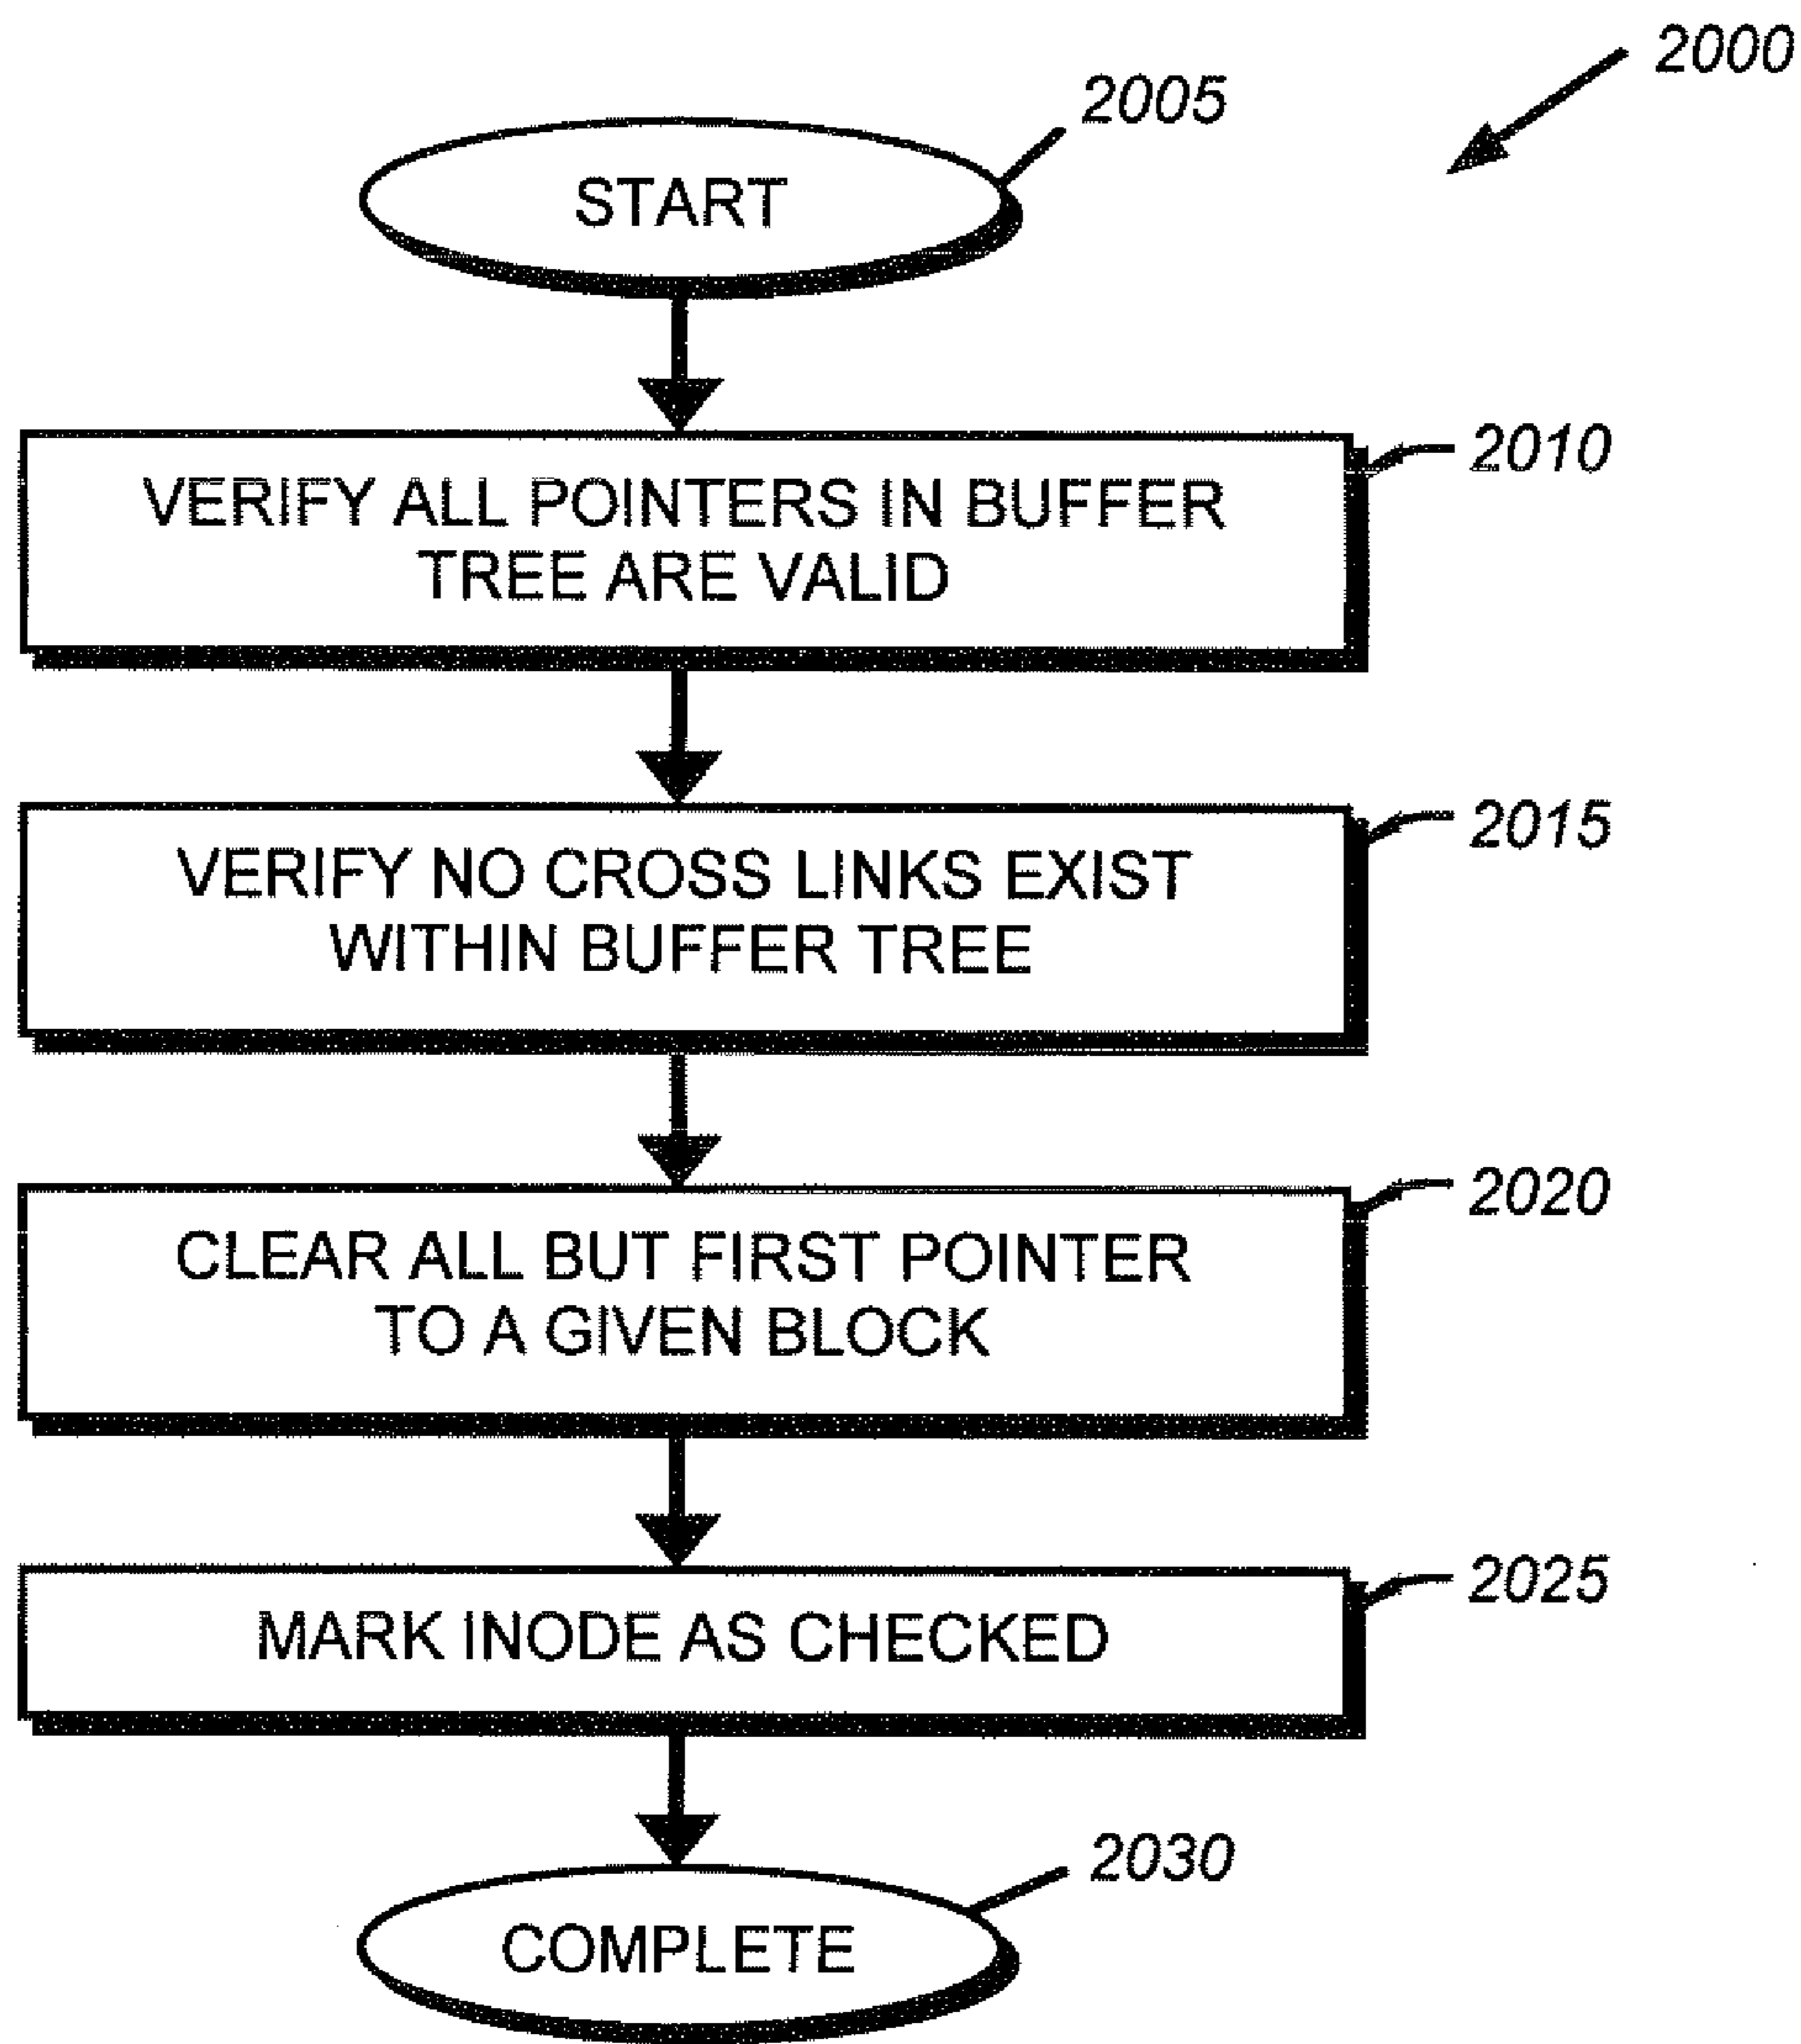 2000
2005
START
2010
VERIFY ALL POINTERS IN BUFFER
TREE ARE VALID
2015
VERIFY NO CROSS LINKS EXIST
WITHIN BUFFER TREE
2020
CLEAR ALL BUT FIRST POINTER
TO A GIVEN BLOCK
2025
MARK INODE AS CHECKED
2030
COMPLETE